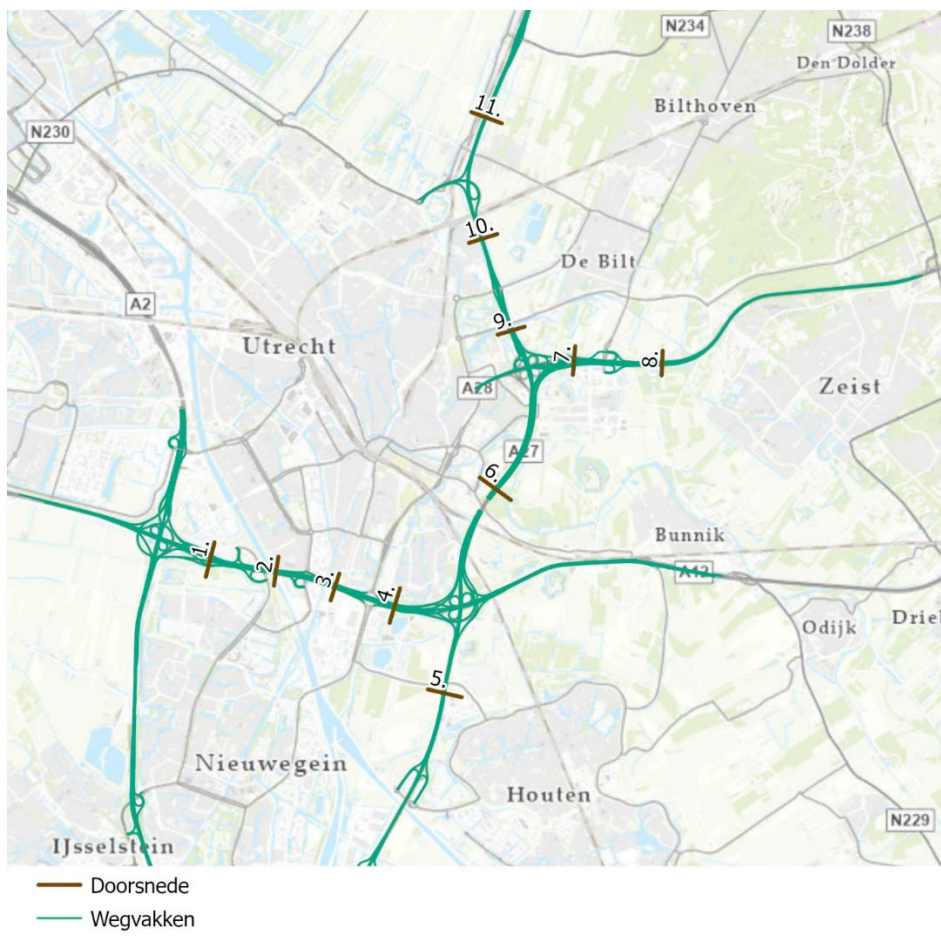 N234
N238
Den Dolder
11.
Bilthoven
N230
10.
De Bilt
A2
9.
Utrecht
7.
8.
A28
Zeist
A27
6.
Bunnik
1.
2.
3.
4.
A12
Odijk
Drie
5.
Nieuwegein
Houten
N229
IJsselstein
Doorsnede
Wegvakken